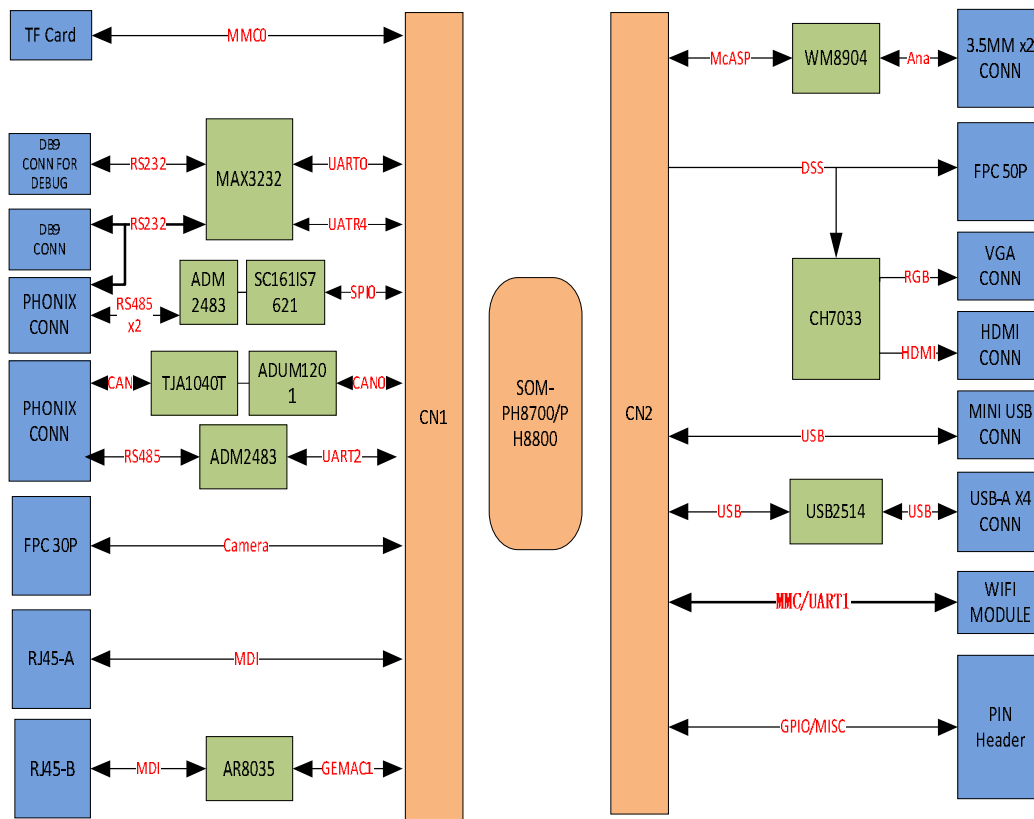 TF Card
MMC0
DB9
CONN FOR
DEBUG
RS232
MAX3232
UART0
DB9
CONN
RS232
UATR4
PHONIX
CONN
RS485
x2
ADM
2483
SC161IS7
621
SPI0
PHONIX
CONN
CAN
TJA1040T
ADUM120
1
CAN0
RS485
ADM2483
UART2
FPC 30P
Camera
RJ45-A
MDI
RJ45-B
MDI
AR8035
GEMAC1
CN1
SOM-
PH8700/P
H8800
CN2
McASP
WM8904
Ana
3.5MM x2
CONN
DSS
FPC 50P
CH7033
RGB
VGA
CONN
HDMI
HDMI
CONN
USB
MINI USB
CONN
USB
USB2514
USB
USB-A X4
CONN
MMC/UART1
WIFI
MODULE
GPIO/MISC
PIN
Header